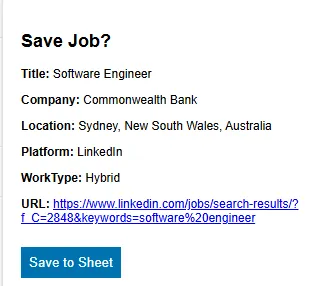 Save Job?
Title: Software Engineer
Company: Commonwealth Bank
Location: Sydney, New South Wales, Australia
Platform: LinkedIn
WorkType: Hybrid
URL: https://www.linkedin.com/jobs/search-results/?
f_C=2848&keywords=software%20engineer
Save to Sheet